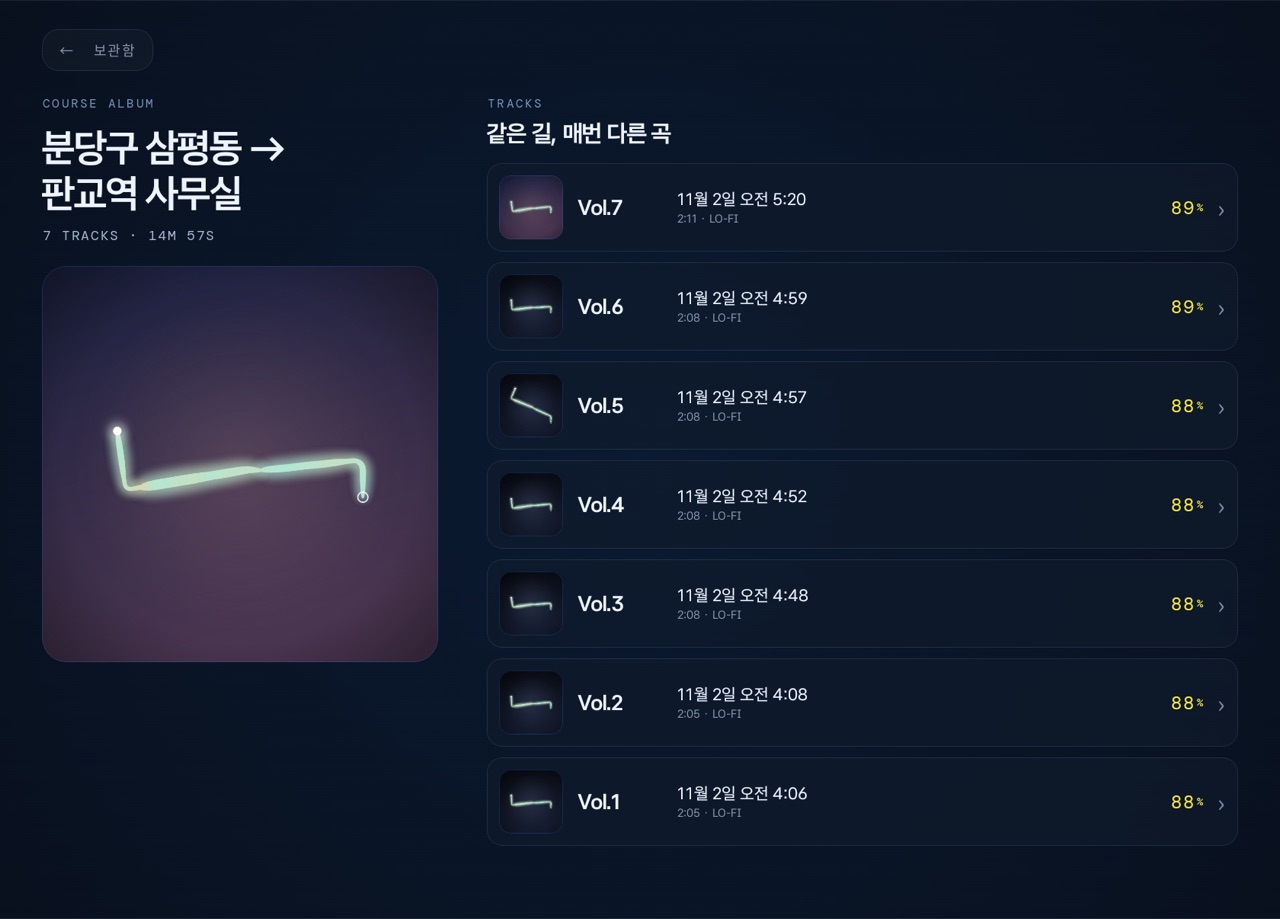 ← 보관함
COURSE ALBUM
분당구 삼평동 →
판교역 사무실
7 TRACKS · 14M 57S
TRACKS
같은 길, 매번 다른 곡
Vol.7
11월 2일 오전 5:20
2:11 · LO-FI
89% ›
Vol.6
11월 2일 오전 4:59
2:08 · LO-FI
89% ›
Vol.5
11월 2일 오전 4:57
2:08 · LO-FI
88% ›
Vol.4
11월 2일 오전 4:52
2:08 · LO-FI
88% ›
Vol.3
11월 2일 오전 4:48
2:08 · LO-FI
88% ›
Vol.2
11월 2일 오전 4:08
2:05 · LO-FI
88% ›
Vol.1
11월 2일 오전 4:06
2:05 · LO-FI
88% ›